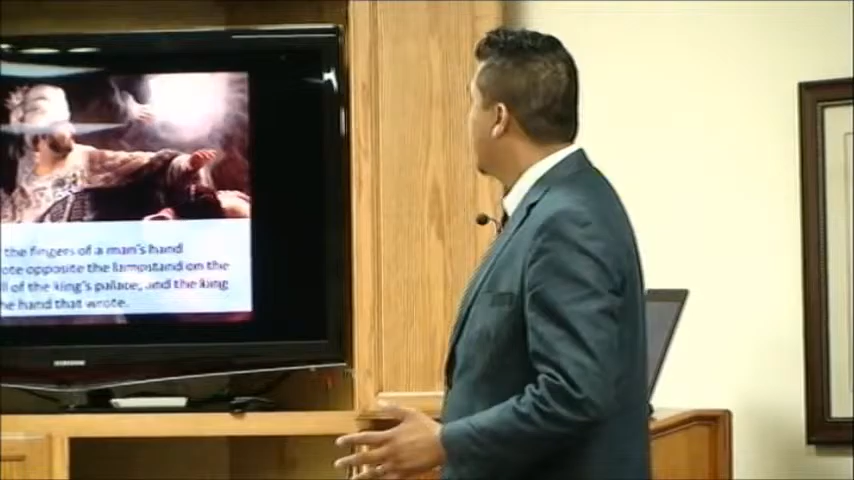 the fingers of a man's hand
ote opposite the lampstand on the
ll of the king's palace, and the king
he hand that wrote.
SAMSUNG